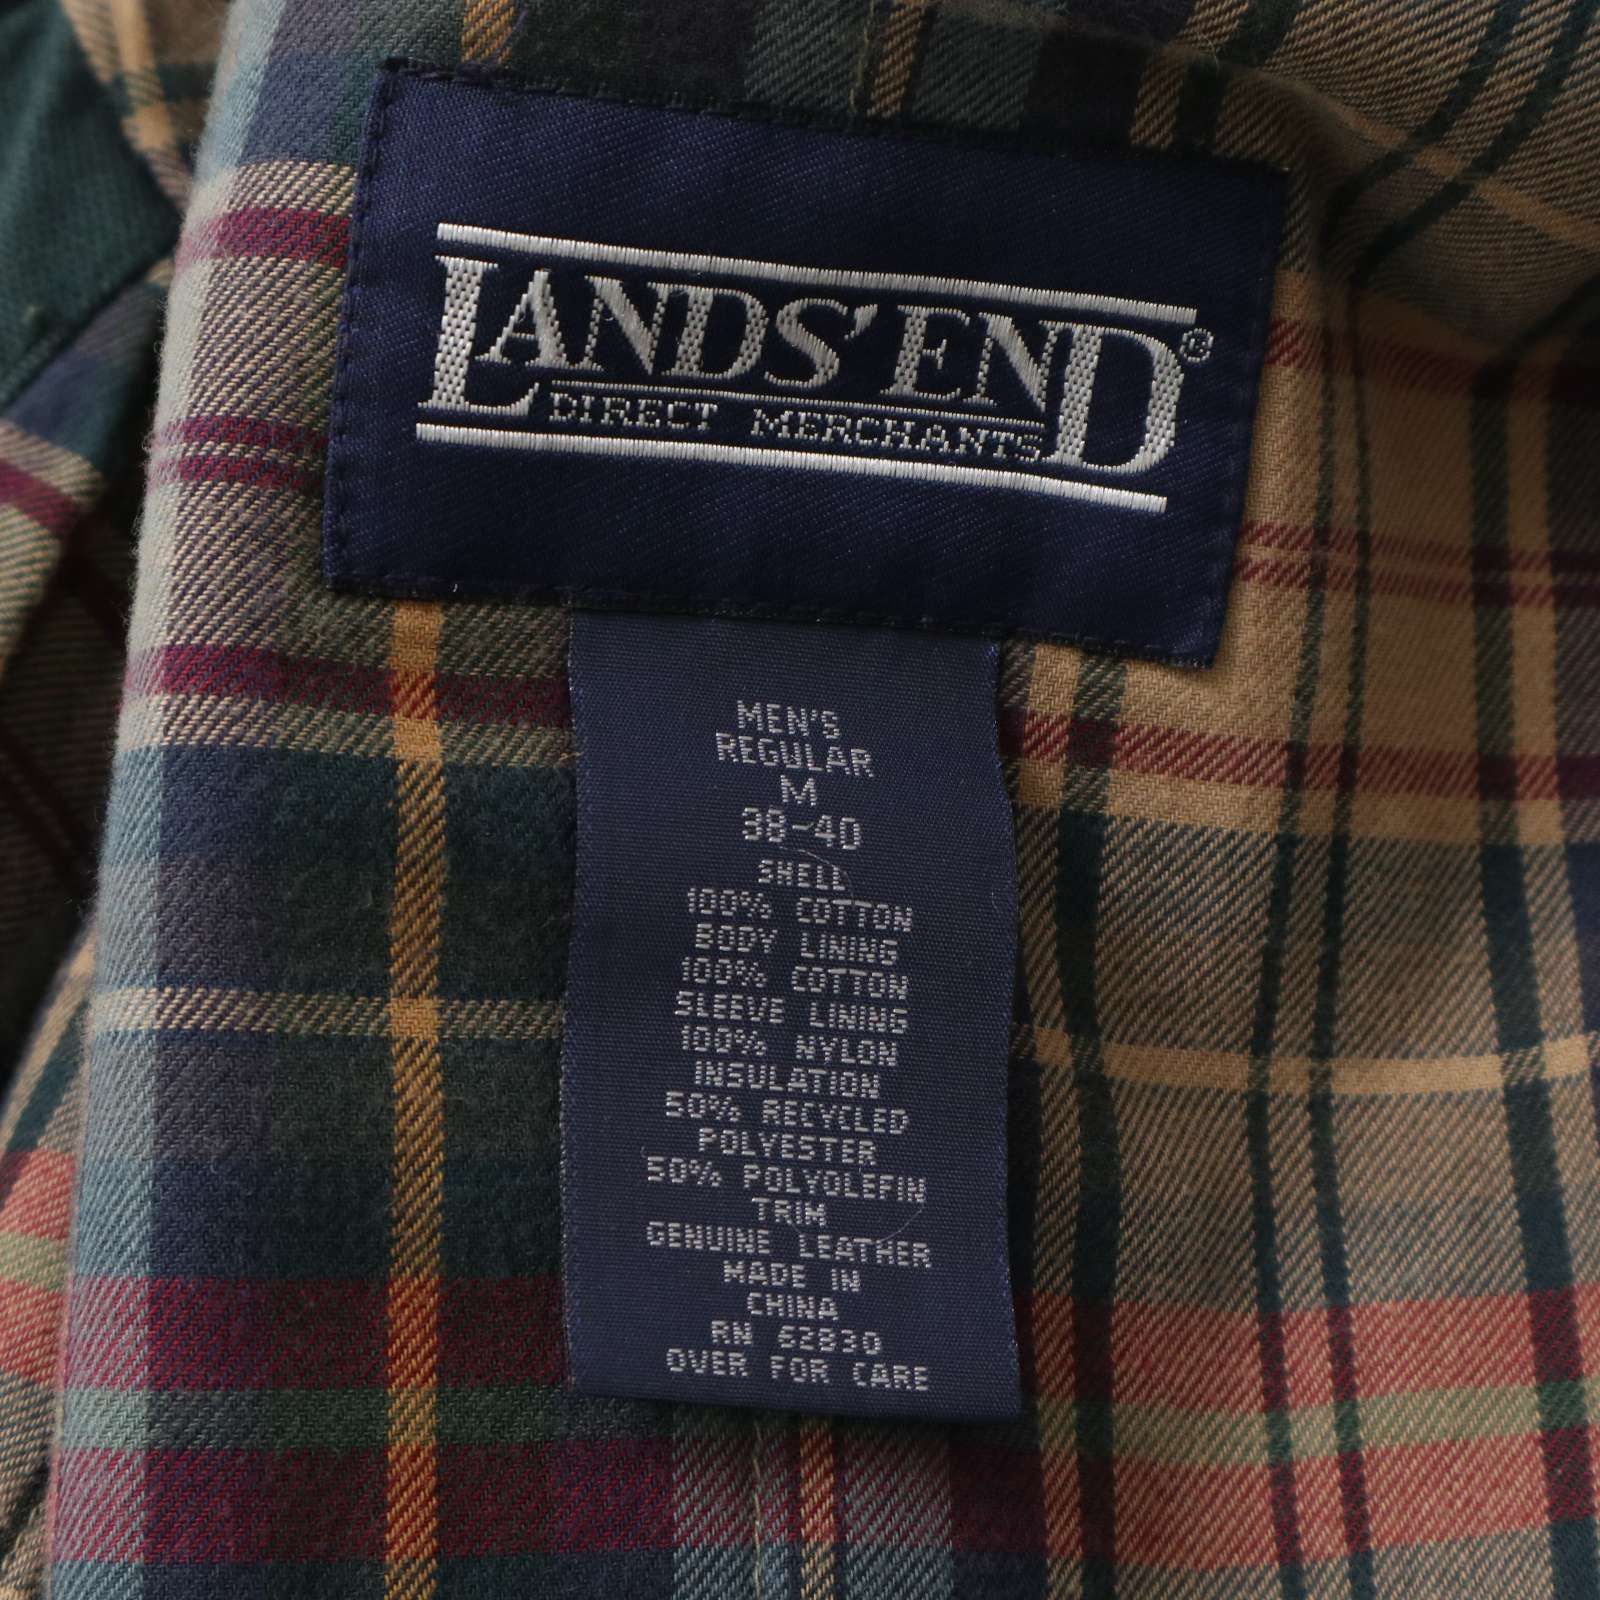 LANDS' END®
DIRECT MERCHANTS
MEN'S
REGULAR
M
38-40
SHELL
100% COTTON
BODY LINING
100% COTTON
SLEEVE LINING
100% NYLON
INSULATION
50% RECYCLED
POLYESTER
50% POLYOLEFIN
TRIM
GENUINE LEATHER
MADE IN
CHINA
RN 62830
OVER FOR CARE